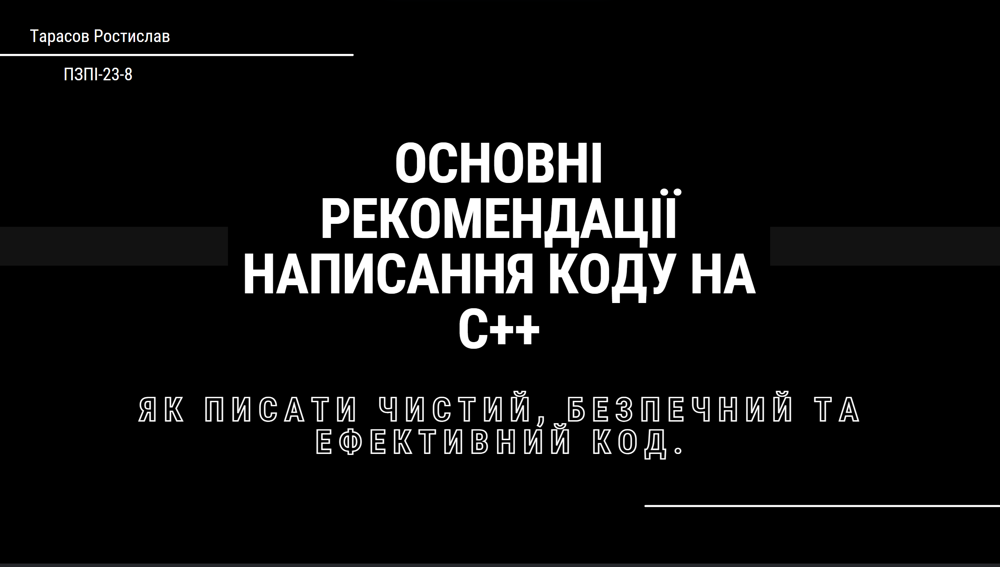 Тарасов Ростислав
ПЗПІ-23-8
ОСНОВНІ
РЕКОМЕНДАЦІЇ
НАПИСАННЯ КОДУ НА
C++
ЯК ПИСАТИ ЧИСТИЙ, БЕЗПЕЧНИЙ ТА
ЕФЕКТИВНИЙ КОД.